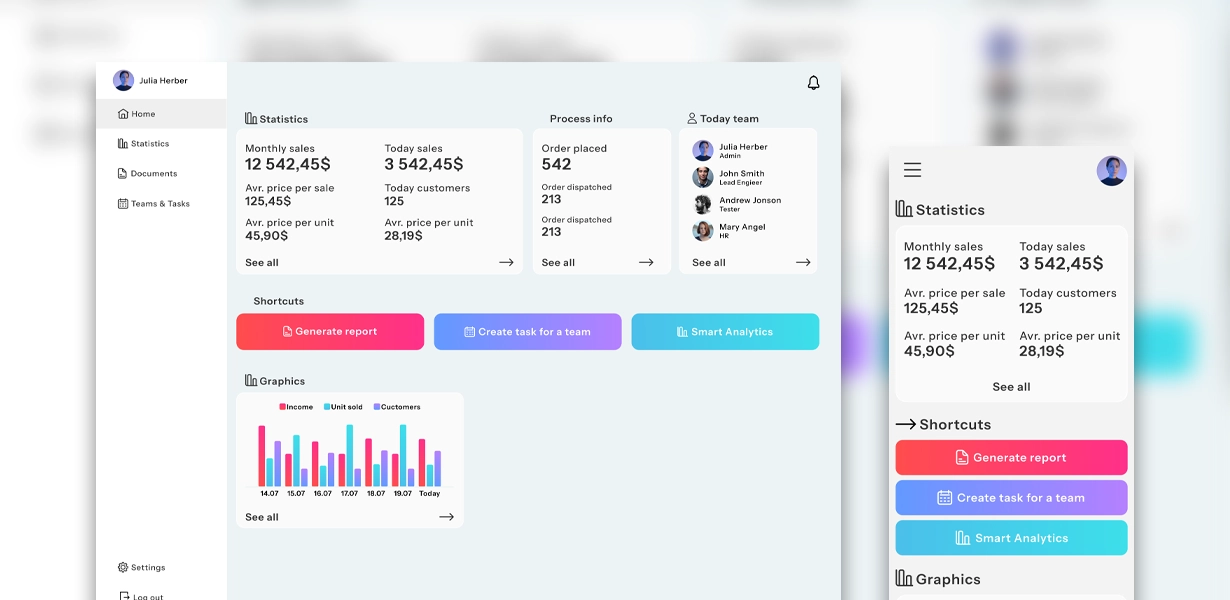 Julia Herber
Home
Statistics
Documents
Teams & Tasks
Settings
Log out
Statistics
Monthly sales
12 542,45$
Today sales
3 542,45$
Avr. price per sale
125,45$
Today customers
125
Avr. price per unit
45,90$
Avr. price per unit
28,19$
See all
Process info
Order placed
542
Order dispatched
213
Order dispatched
213
See all
Today team
Julia Herber
Admin
John Smith
Lead Engieer
Andrew Jonson
Tester
Mary Angel
HR
See all
Shortcuts
Generate report
Create task for a team
Smart Analytics
Graphics
Income Unit sold Cuctomers
14.07 15.07 16.07 17.07 18.07 19.07 Today
See all
Statistics
Monthly sales
12 542,45$
Today sales
3 542,45$
Avr. price per sale
125,45$
Today customers
125
Avr. price per unit
45,90$
Avr. price per unit
28,19$
See all
Shortcuts
Generate report
Create task for a team
Smart Analytics
Graphics